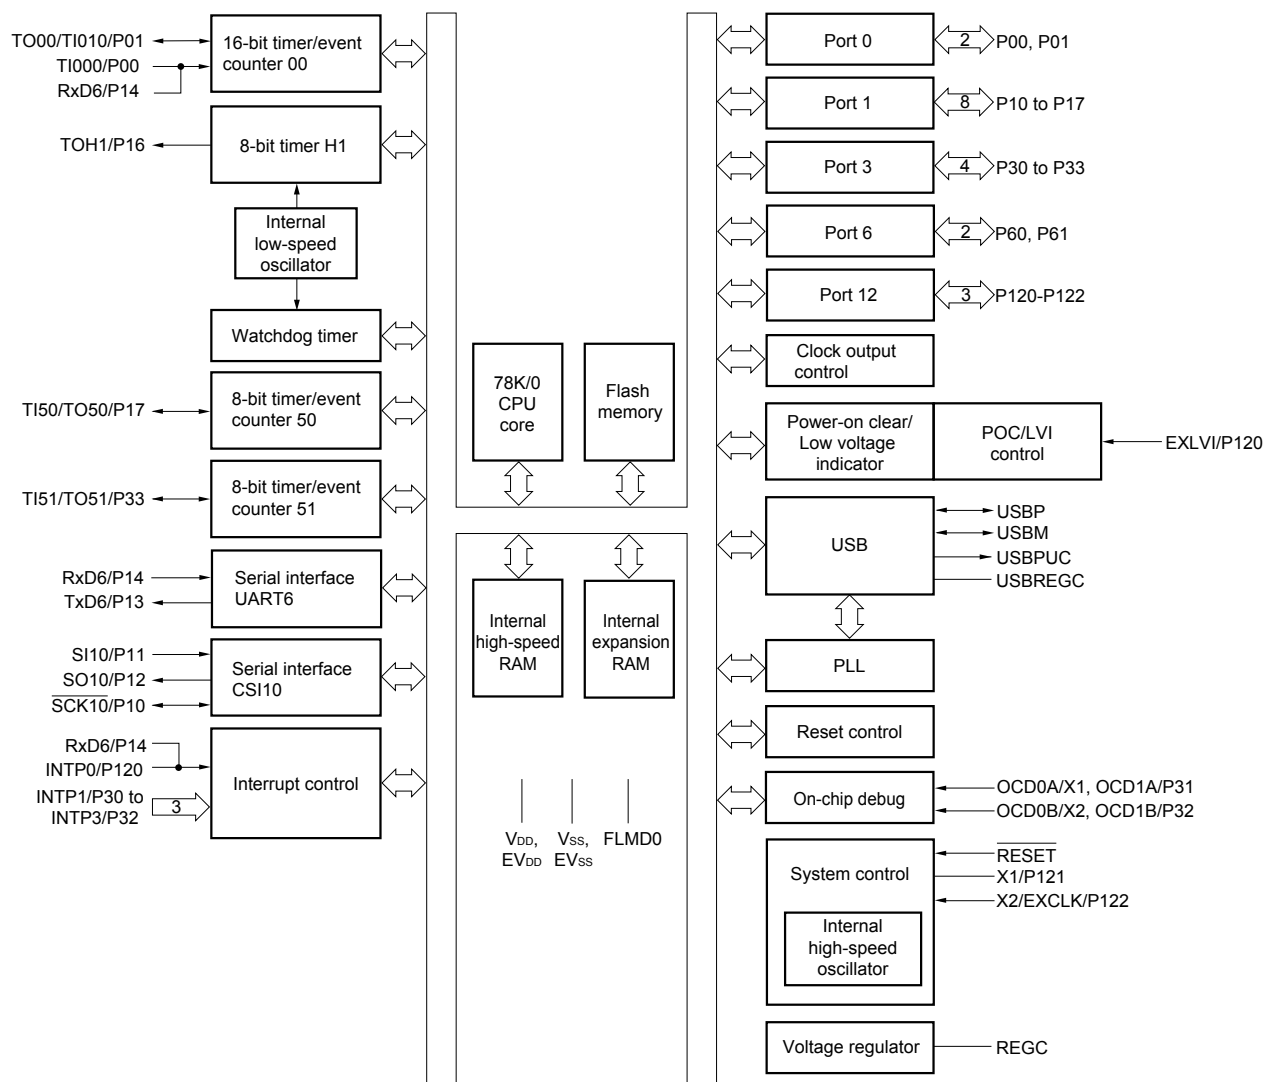 TO00/TI010/P01
TI000/P00
RxD6/P14
16-bit timer/event
counter 00
TOH1/P16
8-bit timer H1
Internal
low-speed
oscillator
Watchdog timer
TI50/TO50/P17
8-bit timer/event
counter 50
TI51/TO51/P33
8-bit timer/event
counter 51
RxD6/P14
TxD6/P13
Serial interface
UART6
SI10/P11
SO10/P12
SCK10/P10
Serial interface
CSI10
RxD6/P14
INTP0/P120
INTP1/P30 to
INTP3/P32
3
Interrupt control
78K/0
CPU
core
Flash
memory
Internal
high-speed
RAM
Internal
expansion
RAM
VDD,
EVDD
VSS,
EVSS
FLMD0
Port 0
2
P00, P01
Port 1
8
P10 to P17
Port 3
4
P30 to P33
Port 6
2
P60, P61
Port 12
3
P120-P122
Clock output
control
Power-on clear/
Low voltage
indicator
POC/LVI
control
EXLVI/P120
USB
USBP
USBM
USBPUC
USBREGC
PLL
Reset control
On-chip debug
OCD0A/X1, OCD1A/P31
OCD0B/X2, OCD1B/P32
System control
RESET
X1/P121
X2/EXCLK/P122
Internal
high-speed
oscillator
Voltage regulator
REGC